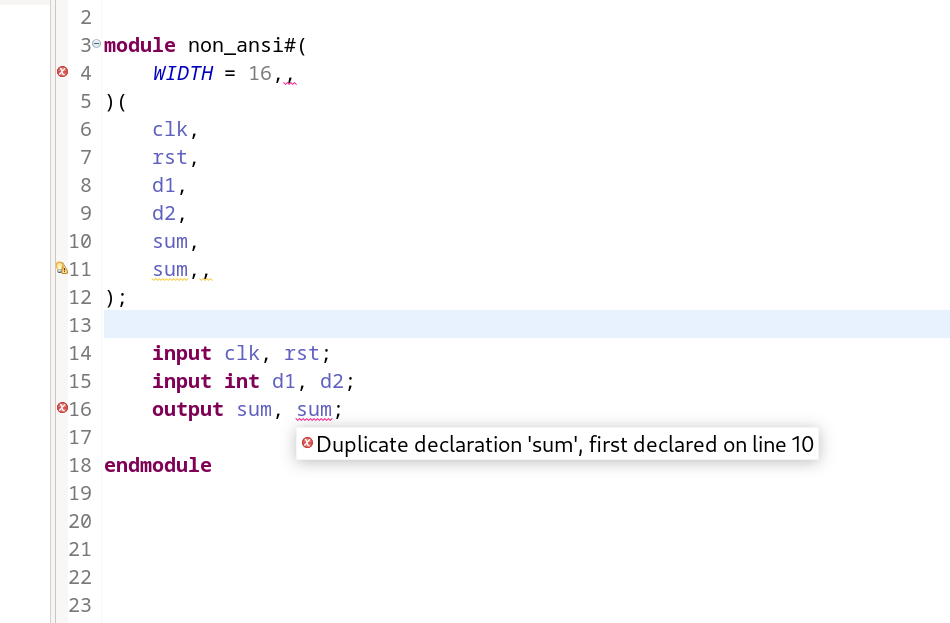 2
3 module non_ansi#(
4     WIDTH = 16,,
5 )(
6     clk,
7     rst,
8     d1,
9     d2,
10     sum,
11     sum,,
12 );
13
14     input clk, rst;
15     input int d1, d2;
16     output sum, sum;
17
Duplicate declaration 'sum', first declared on line 10
18 endmodule
19
20
21
22
23